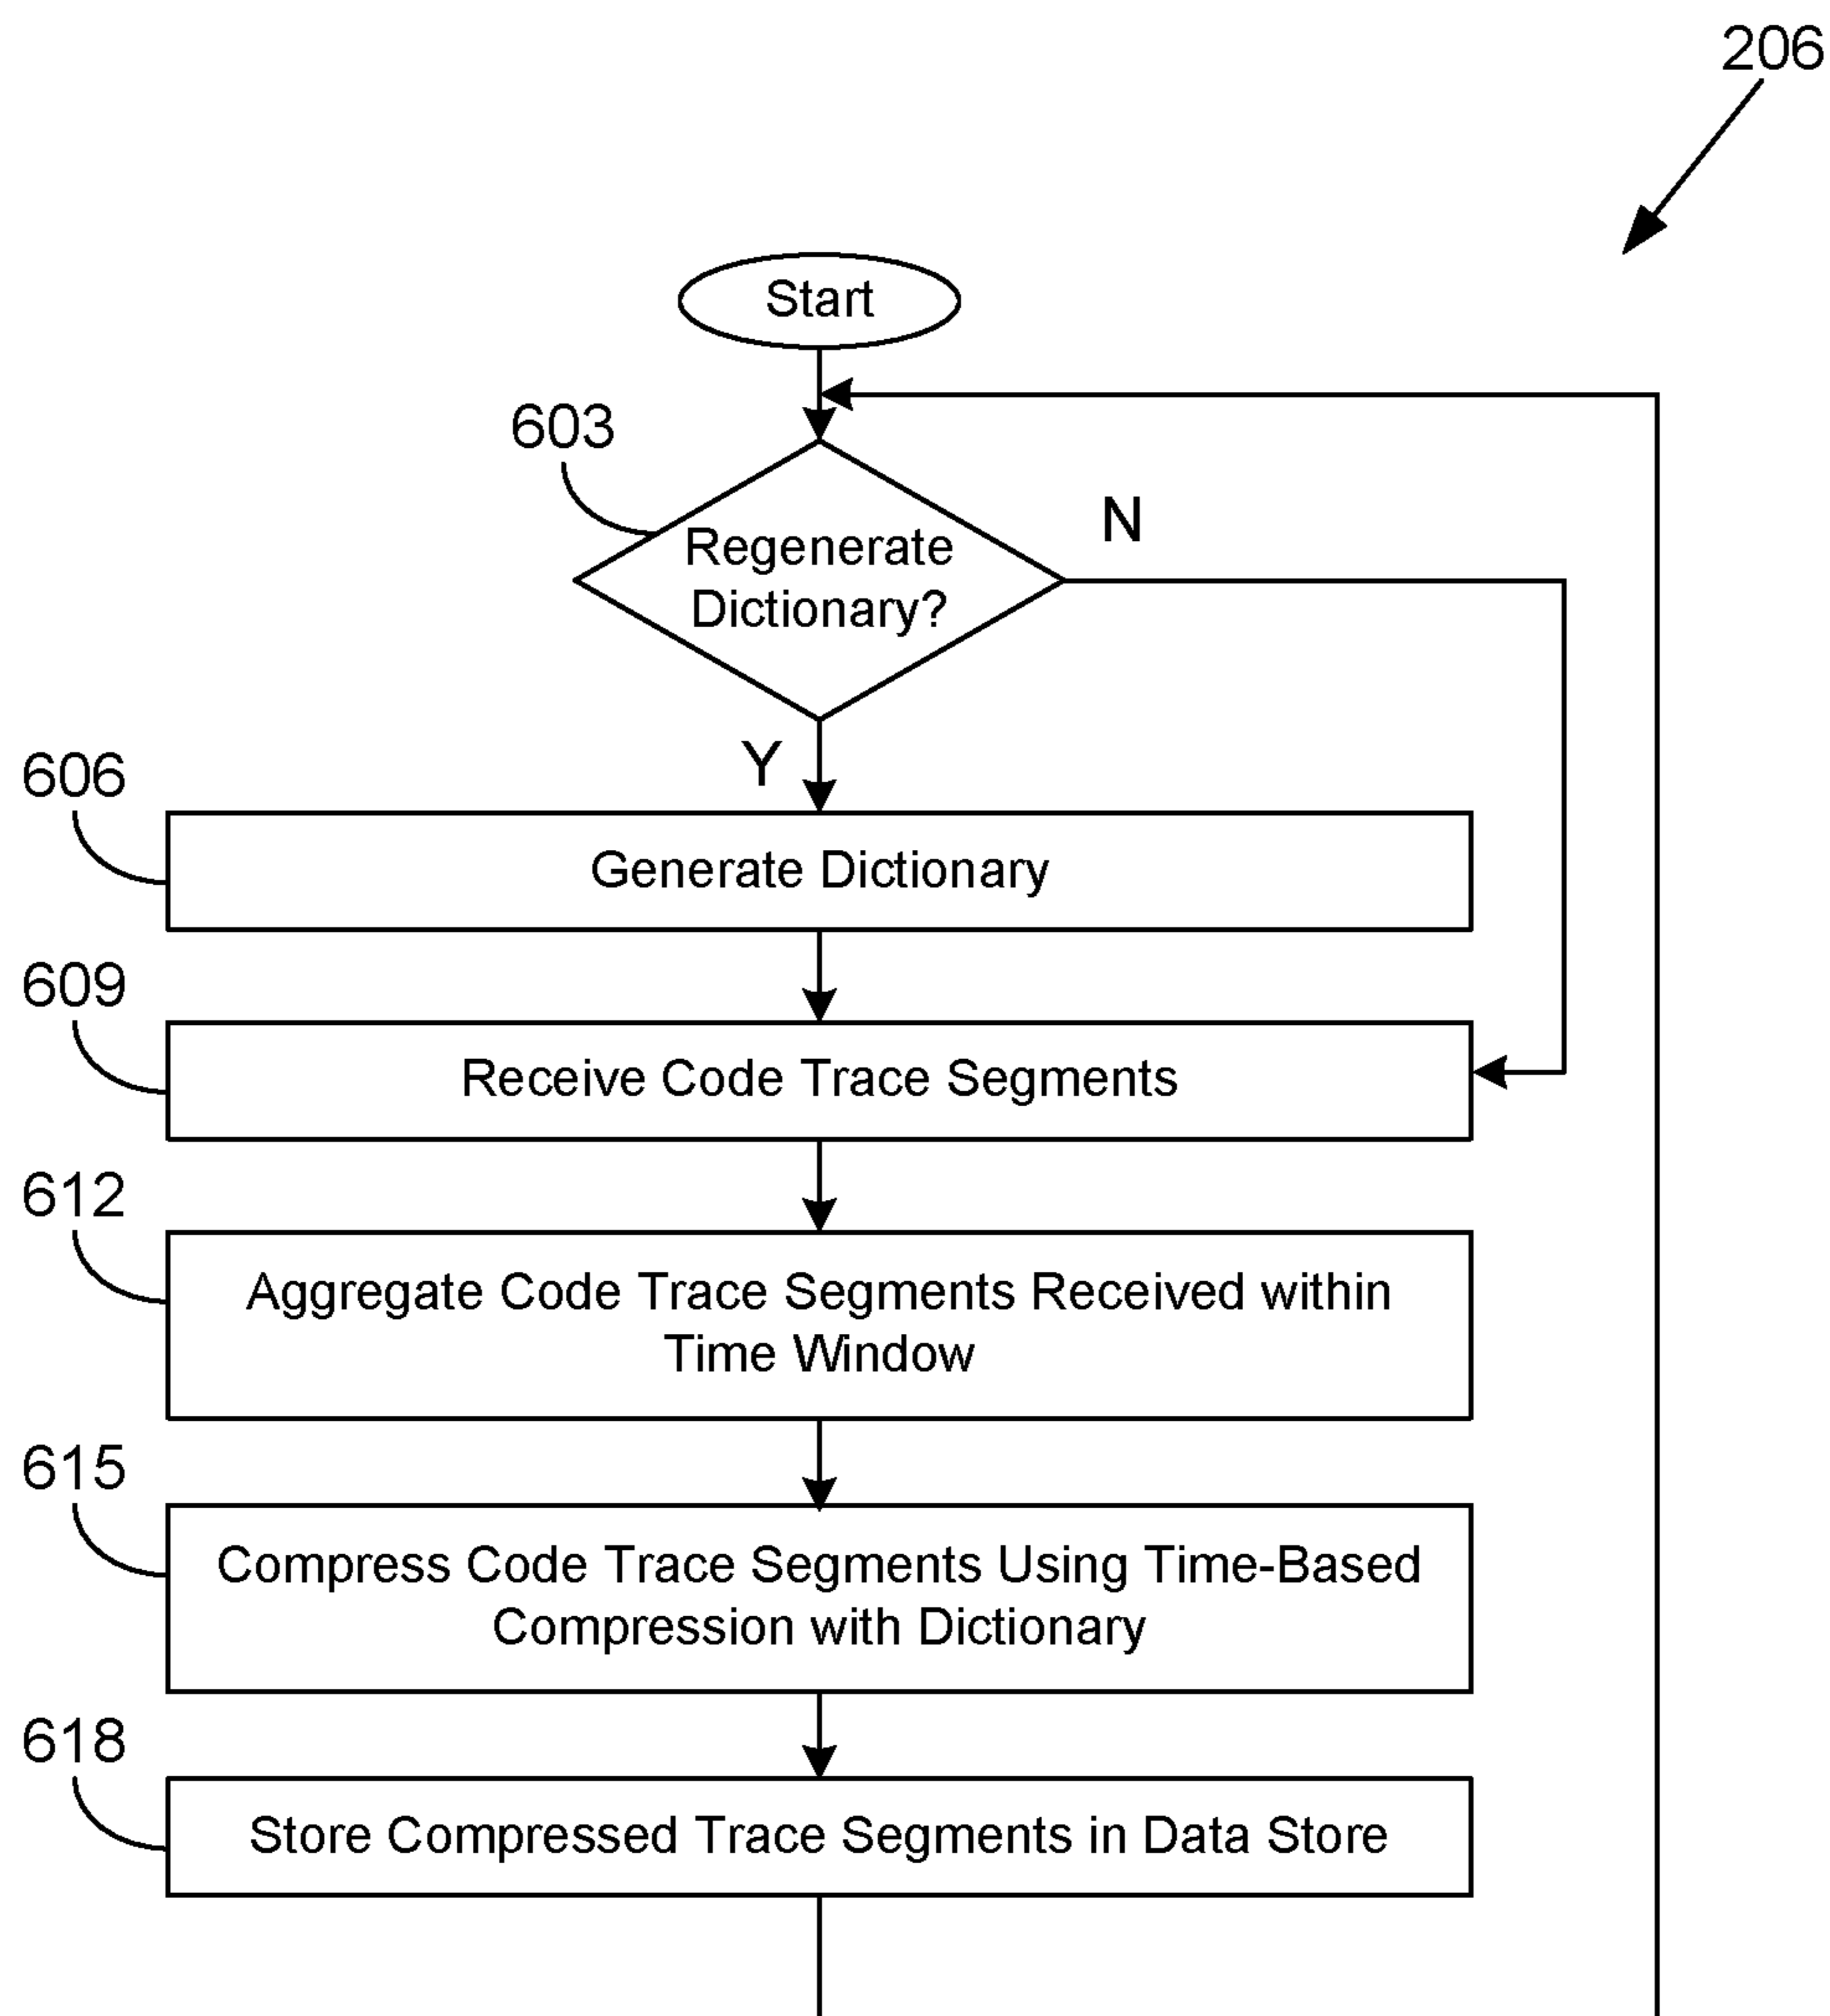 206
Start
603
Regenerate
Dictionary?
N
Y
606
Generate Dictionary
609
Receive Code Trace Segments
612
Aggregate Code Trace Segments Received within
Time Window
615
Compress Code Trace Segments Using Time-Based
Compression with Dictionary
618
Store Compressed Trace Segments in Data Store